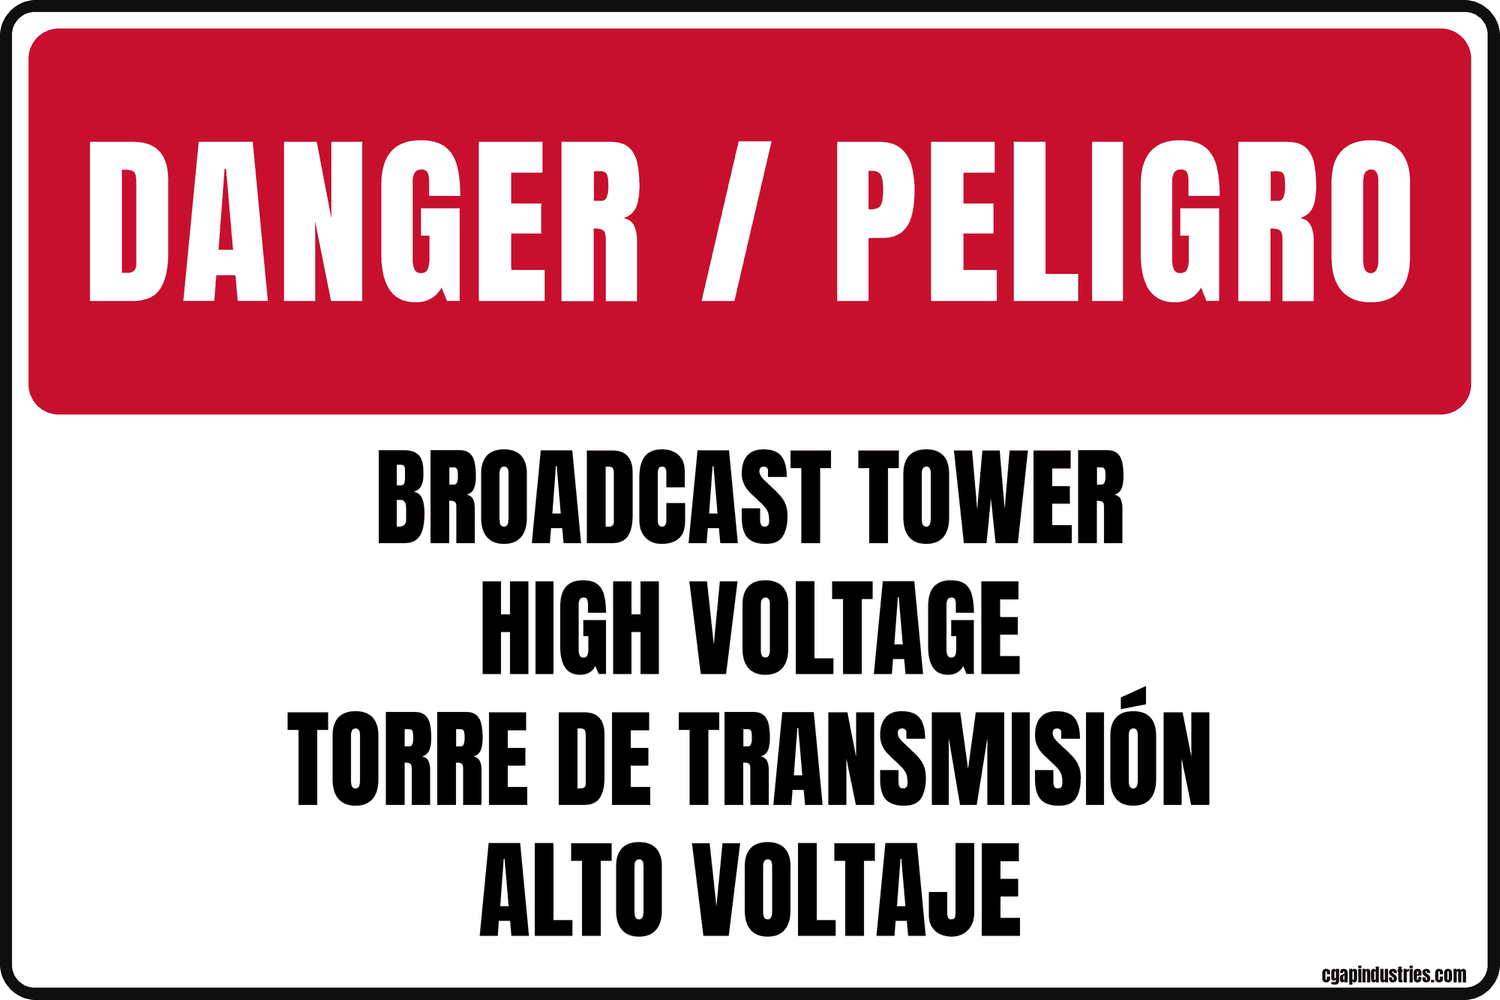 DANGER / PELIGRO
BROADCAST TOWER
HIGH VOLTAGE
TORRE DE TRANSMISIÓN
ALTO VOLTAJE
cgapindustries.com